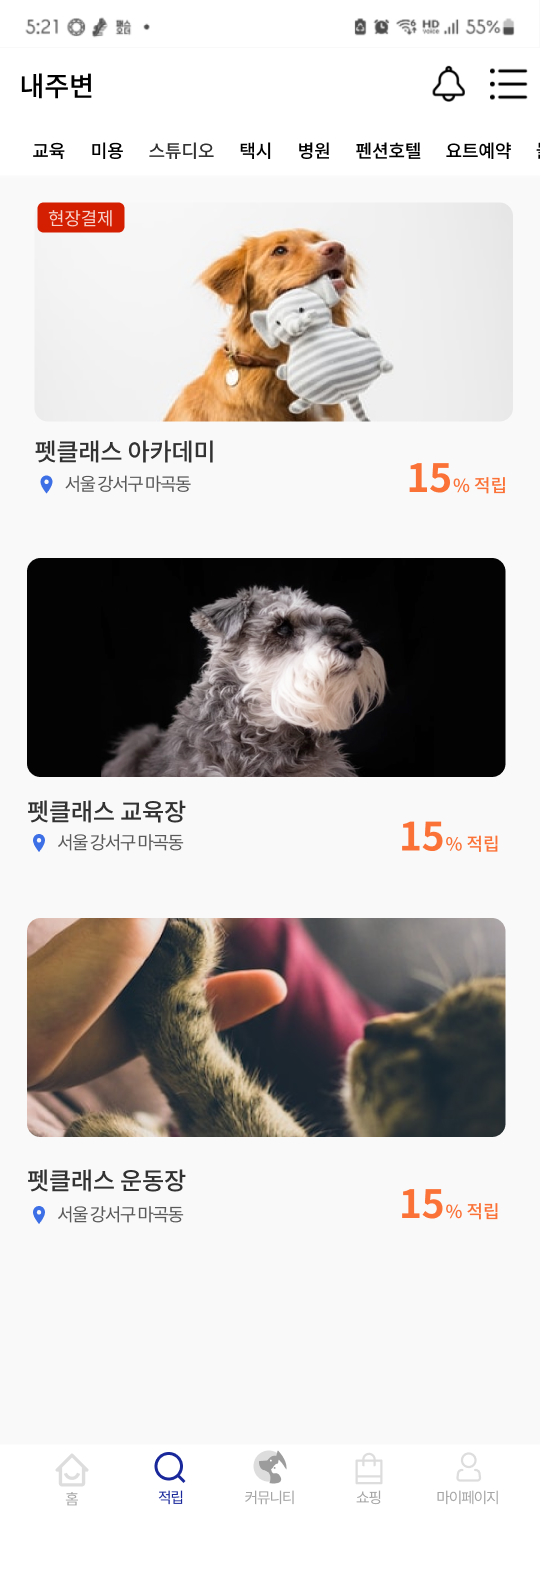 5:21 HD voice 55%
내주변
교육 미용 스튜디오 택시 병원 펜션호텔 요트예약
현장결제
펫클래스 아카데미
서울 강서구 마곡동
15% 적립
펫클래스 교육장
서울 강서구 마곡동
15% 적립
펫클래스 운동장
서울 강서구 마곡동
15% 적립
홈 적립 커뮤니티 쇼핑 마이페이지